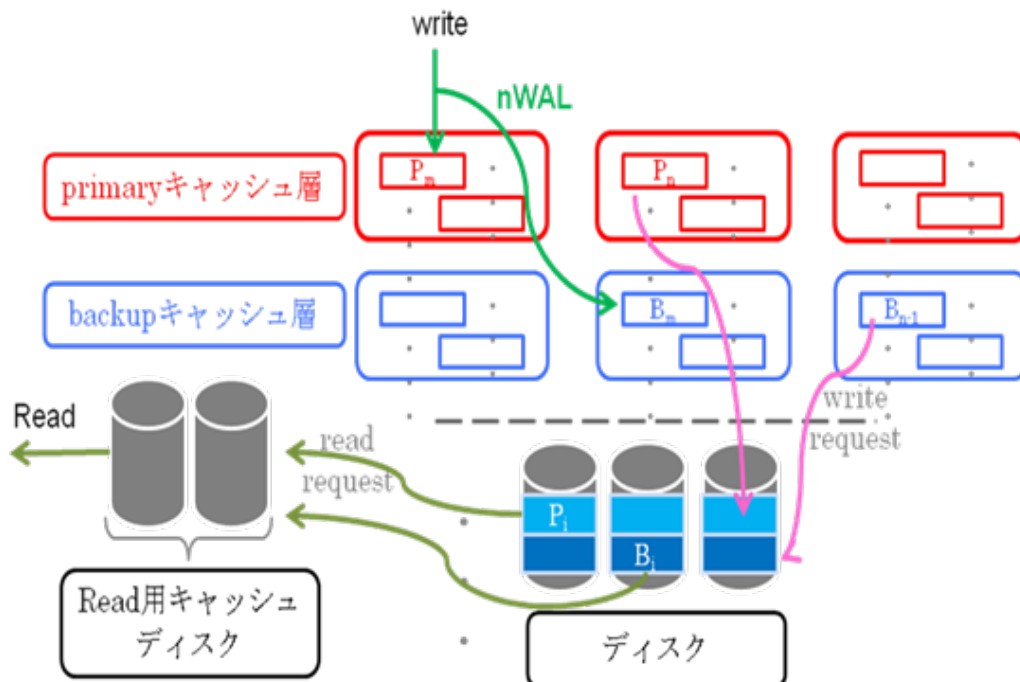 write
nWAL
primaryキャッシュ層
Pm
Pn
backupキャッシュ層
Bm
Bn-1
Read
read
request
write
request
Pi
Bi
Read用キャッシュ
ディスク
ディスク